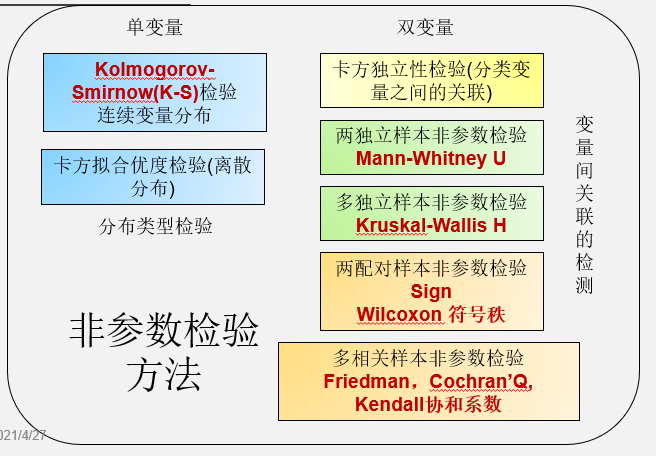 单变量
Kolmogorov-
Smirnow(K-S)检验
连续变量分布
卡方拟合优度检验(离散
分布)
分布类型检验
非参数检验
方法
双变量
卡方独立性检验(分类变
量之间的关联)
两独立样本非参数检验
Mann-Whitney U
多独立样本非参数检验
Kruskal-Wallis H
两配对样本非参数检验
Sign
Wilcoxon 符号秩
多相关样本非参数检验
Friedman，Cochran’Q,
Kendall协和系数
变量间关联的检测
021/4/27